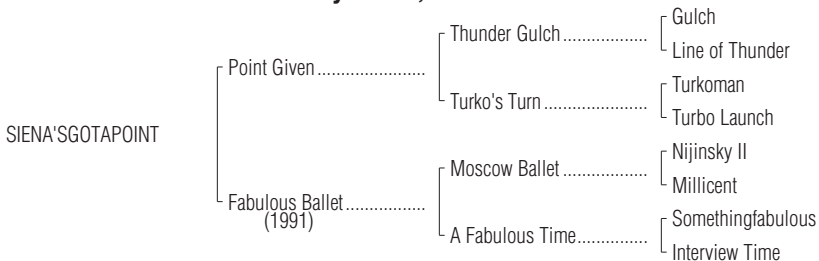 Gulch
Thunder Gulch..................
Line of Thunder
Point Given.......................
Turkoman
Turko's Turn......................
Turbo Launch
SIENA'SGOTAPOINT
Nijinsky II
Moscow Ballet..................
Millicent
Fabulous Ballet.................
(1991)
Somethingfabulous
A Fabulous Time...............
Interview Time